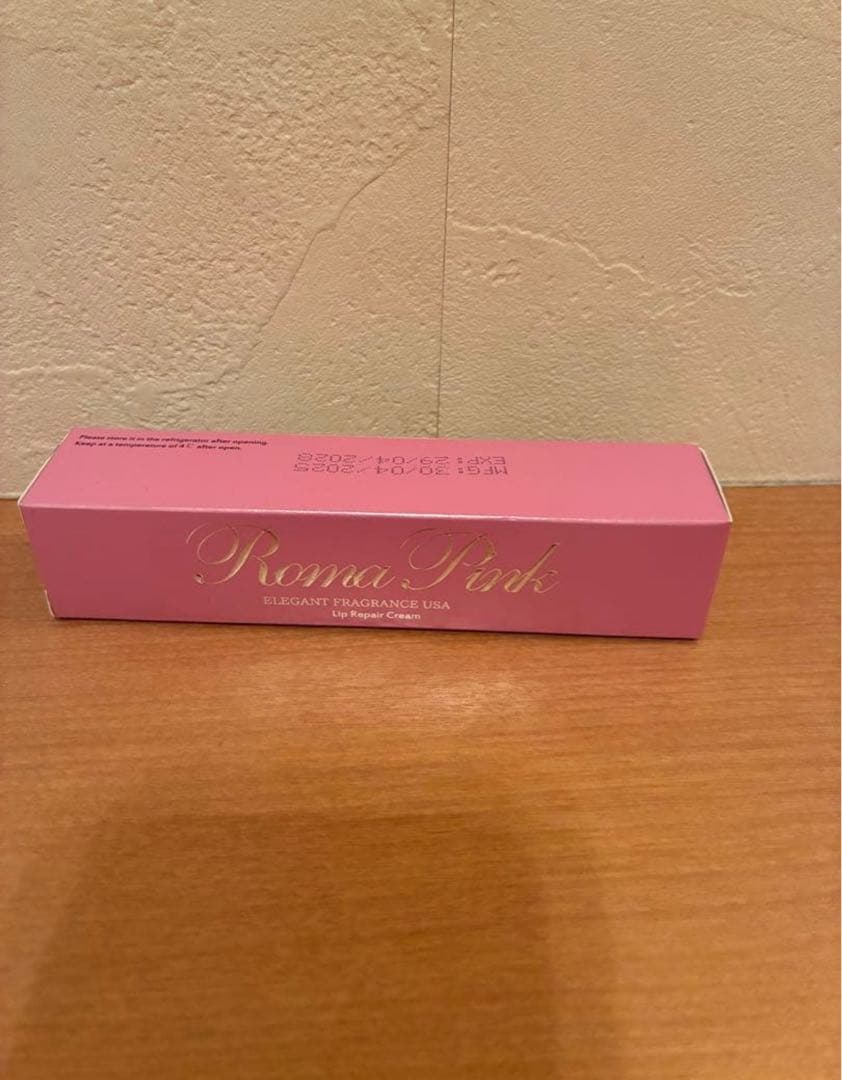 Please store it in the refrigerator after opening.
Keep at a temperature of 4℃ after open.
MFG:30/04/2025
EXP:29/04/2028
Roma Pink
ELEGANT FRAGRANCE USA
Lip Repair Cream